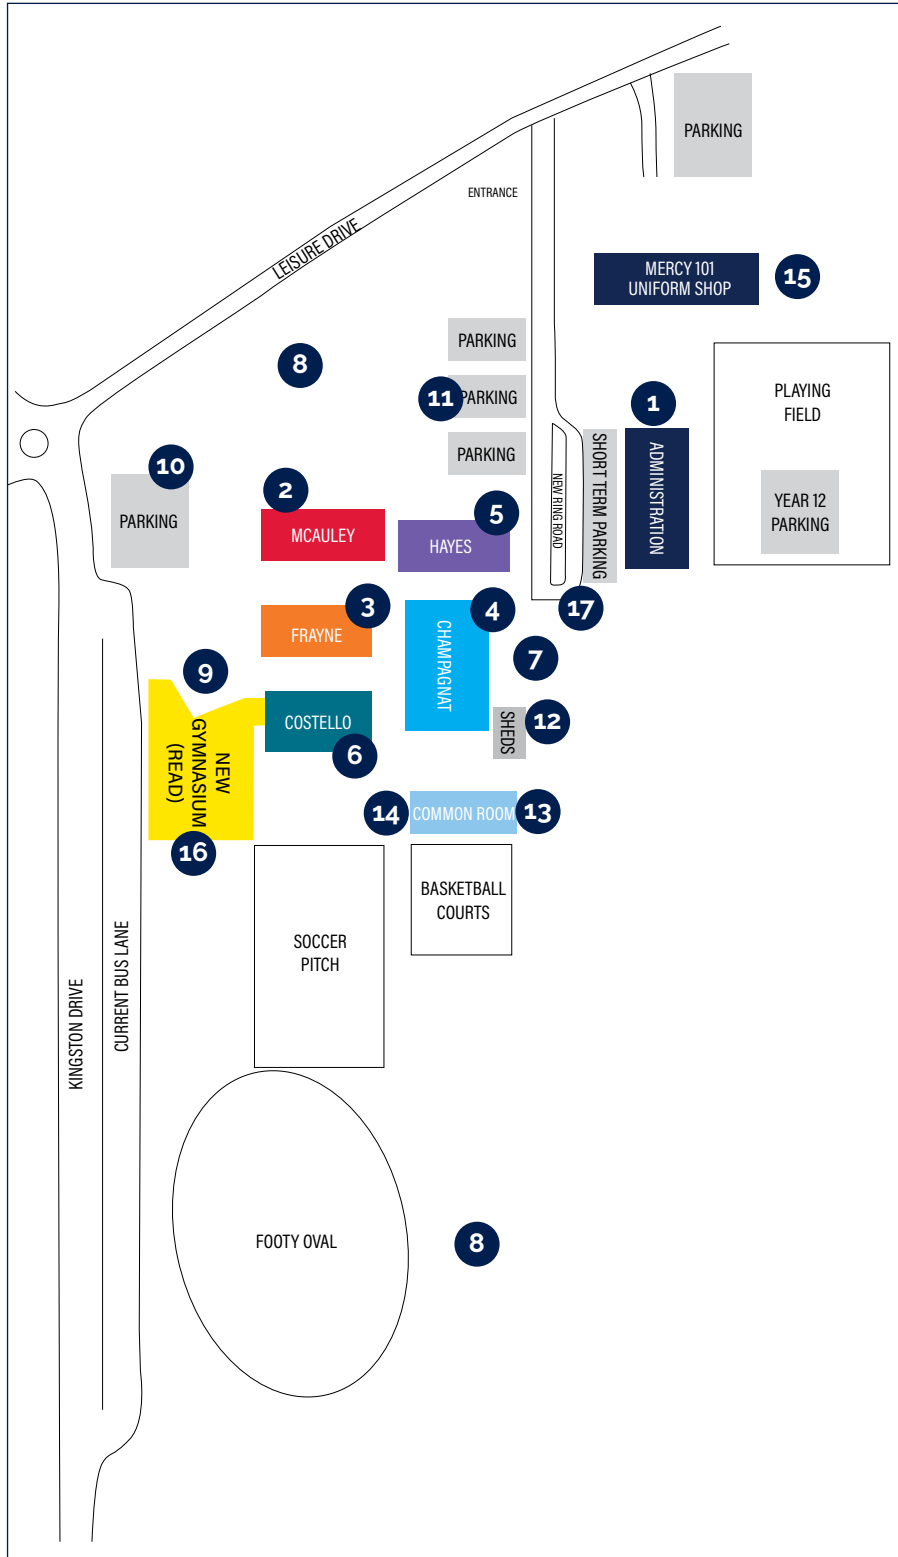 PARKING
ENTRANCE
LEISURE DRIVE
MERCY 101
UNIFORM SHOP
15
PARKING
8
11
PARKING
1
PLAYING
FIELD
PARKING
10
PARKING
2
MCAULEY
5
HAYES
NEW RING ROAD
SHORT TERM PARKING
ADMINISTRATION
YEAR 12
PARKING
3
FRAYNE
4
CHAMPAGNAT
17
7
9
NEW
GYMNASIUM
(READ)
16
COSTELLO
6
SHEDS
12
14
COMMON ROOM
13
BASKETBALL
COURTS
SOCCER
PITCH
KINGSTON DRIVE
CURRENT BUS LANE
FOOTY OVAL
8